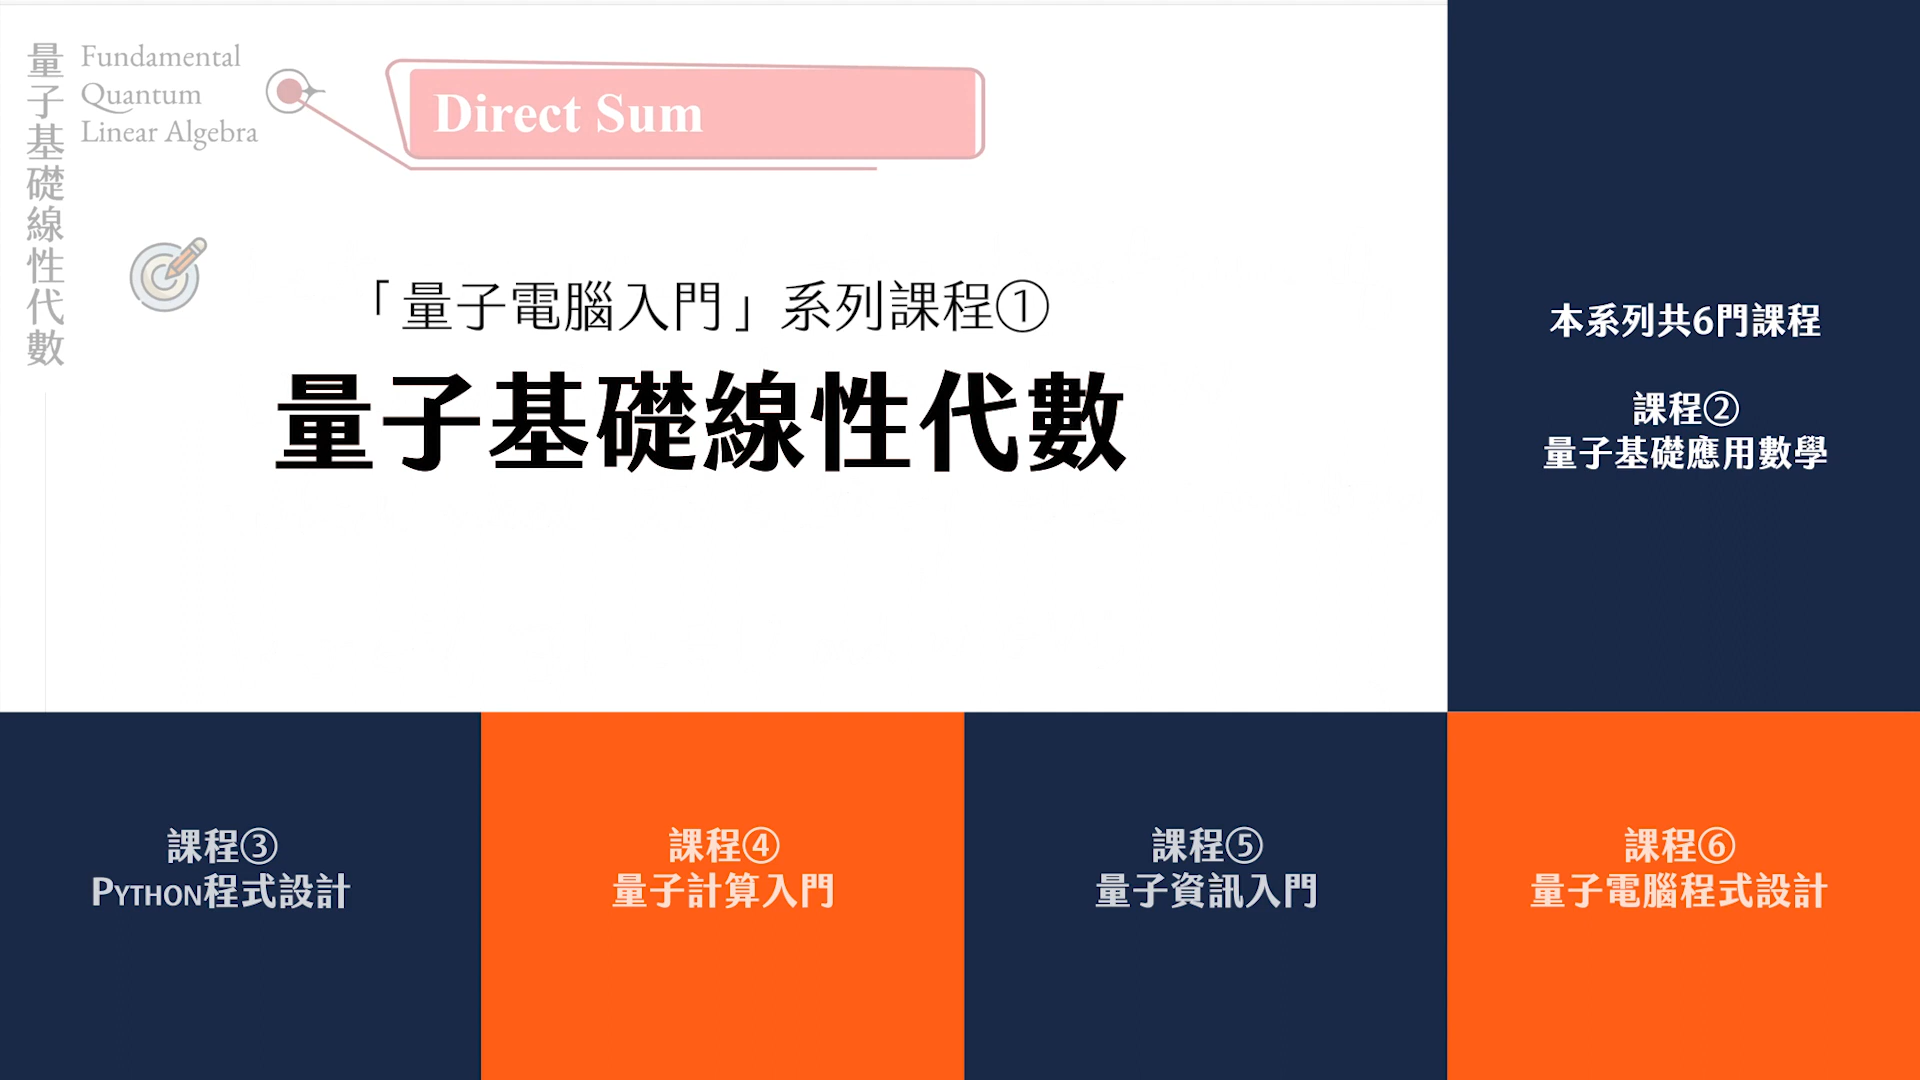 量子基礎線性代數
Fundamental
Quantum
Linear Algebra
Direct Sum
「量子電腦入門」系列課程①
量子基礎線性代數
本系列共6門課程
課程②
量子基礎應用數學
課程③
PYTHON程式設計
課程④
量子計算入門
課程⑤
量子資訊入門
課程⑥
量子電腦程式設計